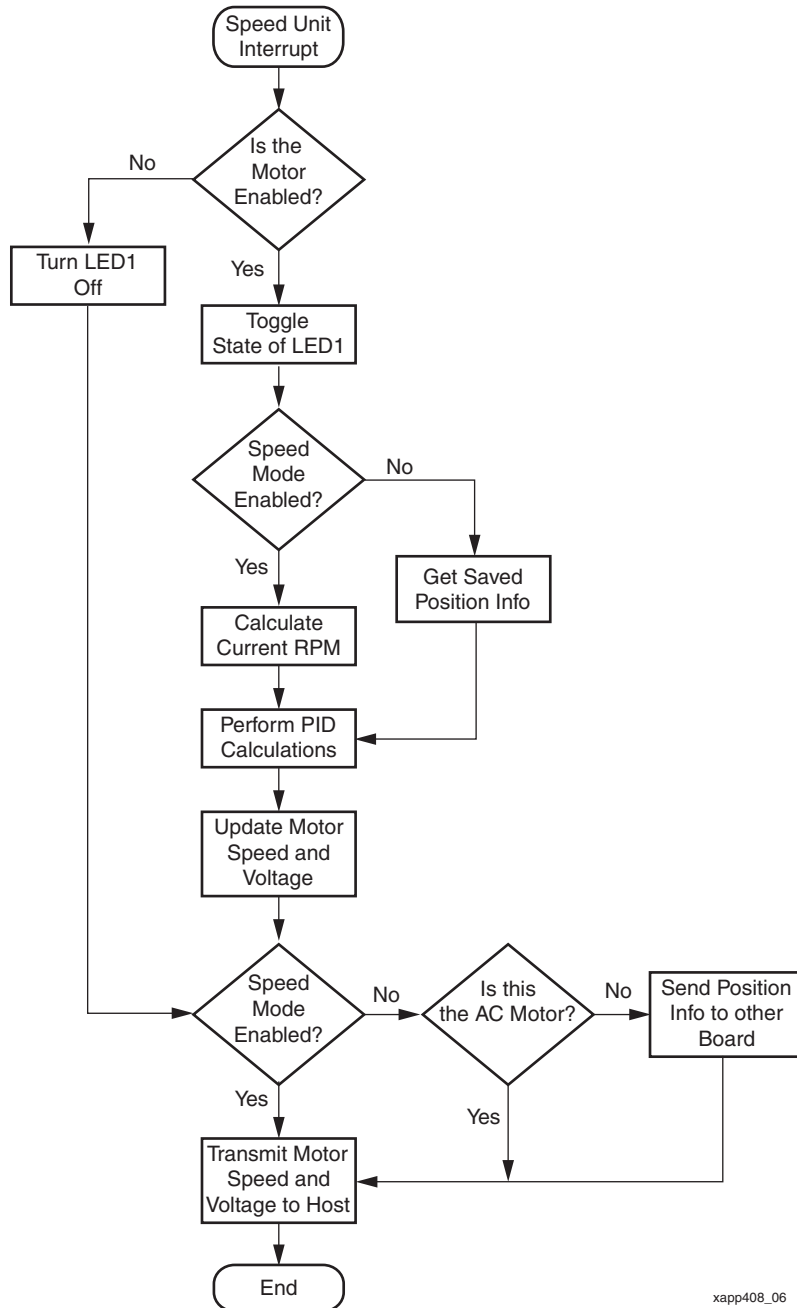 Speed Unit
Interrupt
Is the
Motor
Enabled?
No
Yes
Turn LED1
Off
Toggle
State of LED1
Speed
Mode
Enabled?
No
Yes
Get Saved
Position Info
Calculate
Current RPM
Perform PID
Calculations
Update Motor
Speed and
Voltage
Speed
Mode
Enabled?
No
Is this
the AC Motor?
No
Send Position
Info to other
Board
Yes
Yes
Transmit Motor
Speed and
Voltage to Host
End
xapp408_06